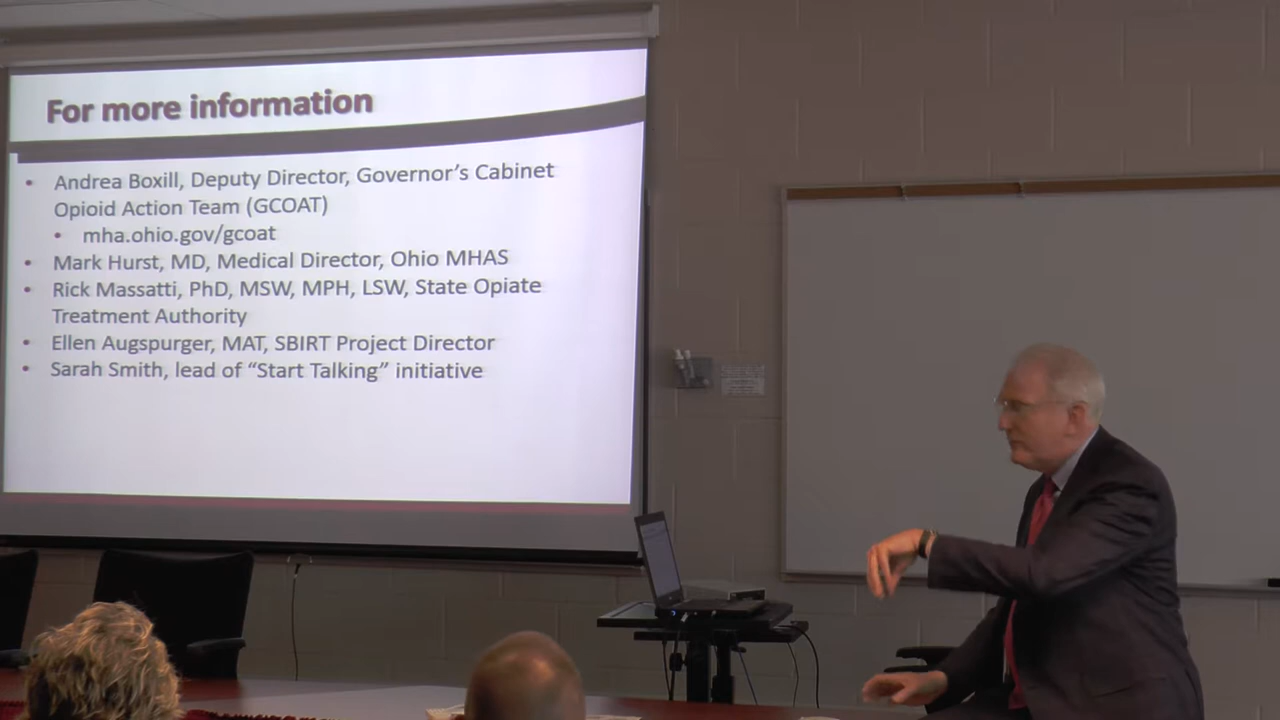 For more information
• Andrea Boxill, Deputy Director, Governor's Cabinet
Opioid Action Team (GCOAT)
• mha.ohio.gov/gcoat
• Mark Hurst, MD, Medical Director, Ohio MHAS
• Rick Massatti, PhD, MSW, MPH, LSW, State Opiate
Treatment Authority
• Ellen Augspurger, MAT, SBIRT Project Director
• Sarah Smith, lead of “Start Talking” initiative